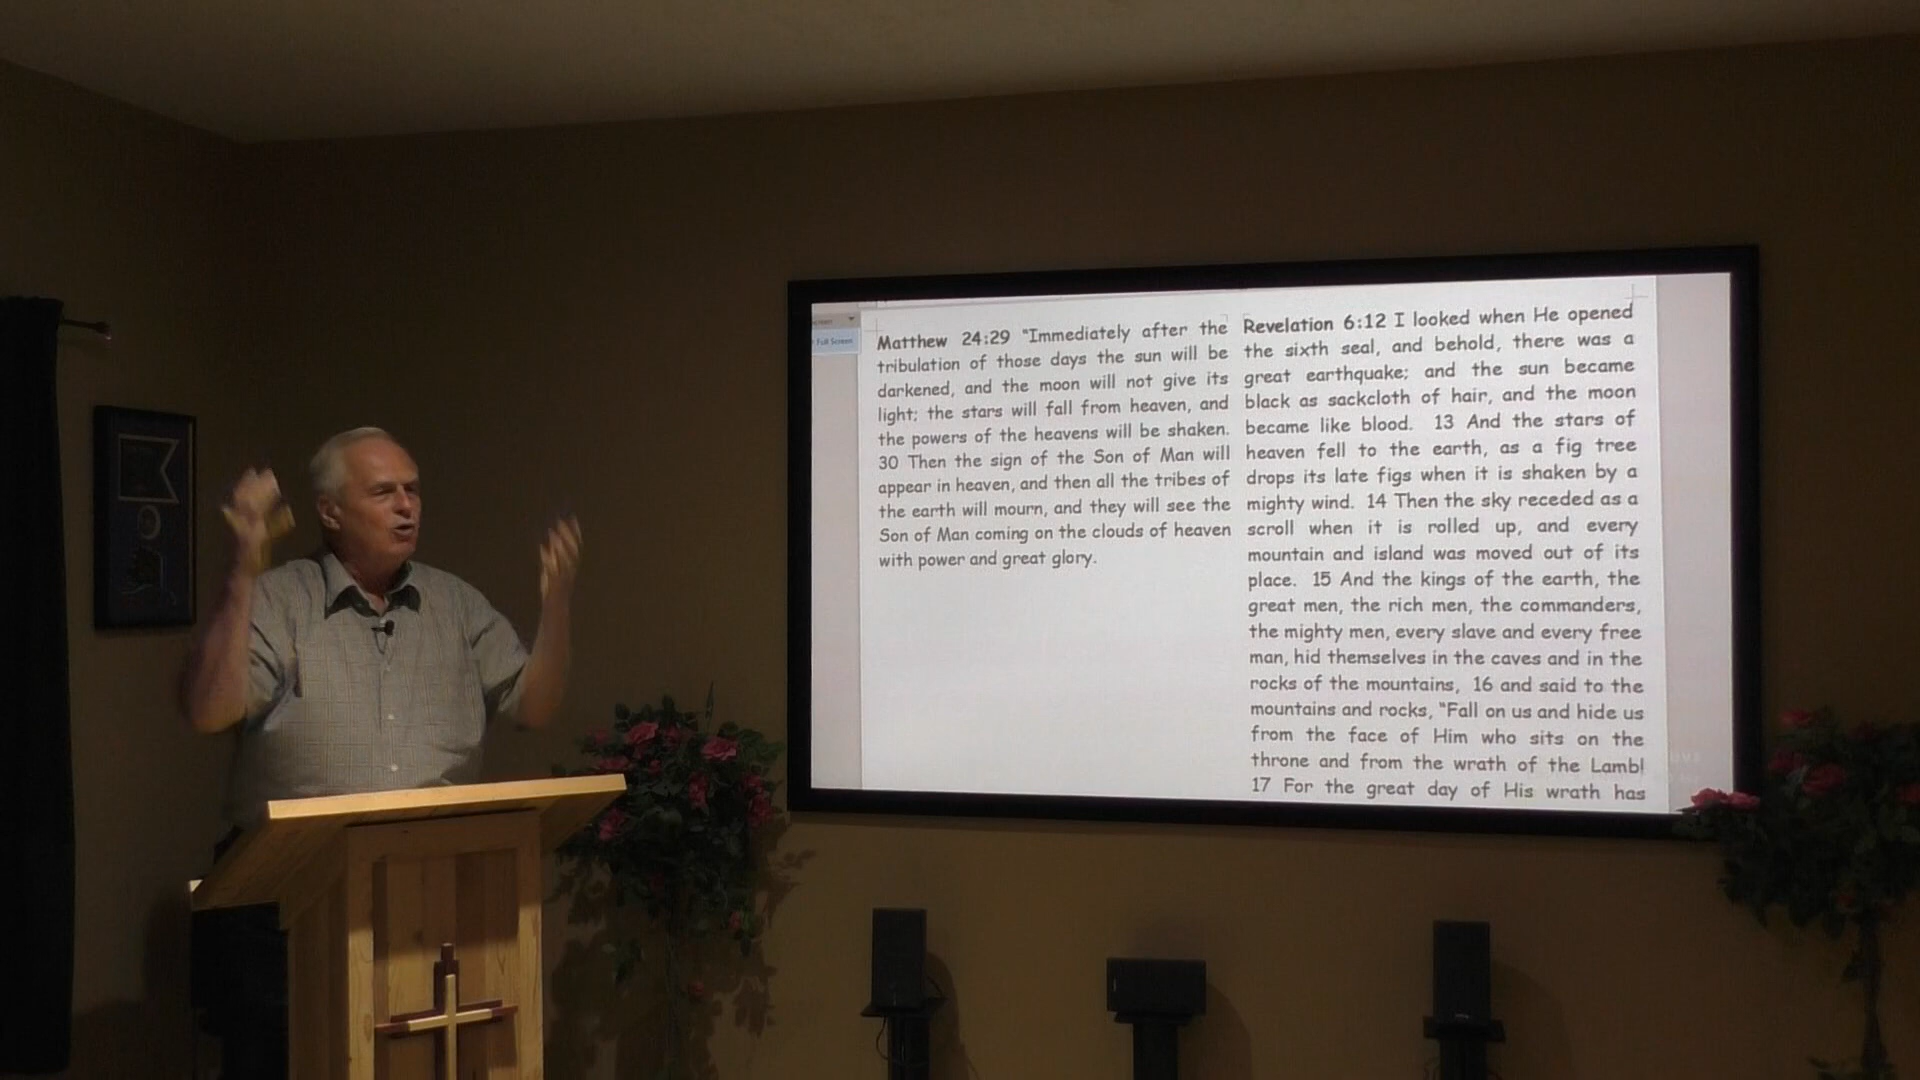 Full Screen
Matthew 24:29 "Immediately after the
tribulation of those days the sun will be
darkened, and the moon will not give its
light; the stars will fall from heaven, and
the powers of the heavens will be shaken.
30 Then the sign of the Son of Man will
appear in heaven, and then all the tribes of
the earth will mourn, and they will see the
Son of Man coming on the clouds of heaven
with power and great glory.
Revelation 6:12 I looked when He opened
the sixth seal, and behold, there was a
great earthquake; and the sun became
black as sackcloth of hair, and the moon
became like blood. 13 And the stars of
heaven fell to the earth, as a fig tree
drops its late figs when it is shaken by a
mighty wind. 14 Then the sky receded as a
scroll when it is rolled up, and every
mountain and island was moved out of its
place. 15 And the kings of the earth, the
great men, the rich men, the commanders,
the mighty men, every slave and every free
man, hid themselves in the caves and in the
rocks of the mountains, 16 and said to the
mountains and rocks, "Fall on us and hide us
from the face of Him who sits on the
throne and from the wrath of the Lamb!
17 For the great day of His wrath has